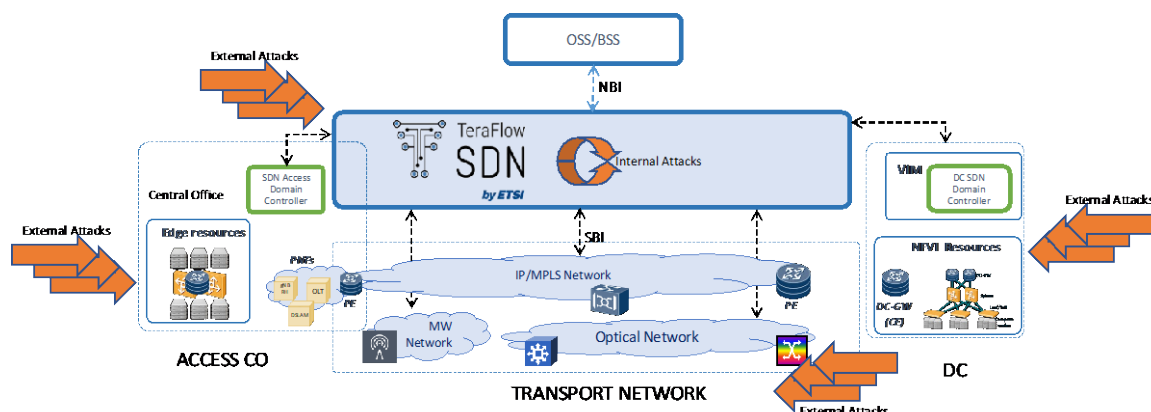 OSS/BSS
External Attacks
NBI
TeraFlow
SDN
by ETSI
Internal Attacks
SDN Access
Domain
Controller
Central Office
Edge resources
External Attacks
VIM
DC SDN
Domain
Controller
External Attacks
NFVI Resources
SBI
PNFs
OLT
DSLAM
PE
IP/MPLS Network
PE
DC-GW
(CE)
MW
Network
Optical Network
ACCESS CO
TRANSPORT NETWORK
DC
External Attacks